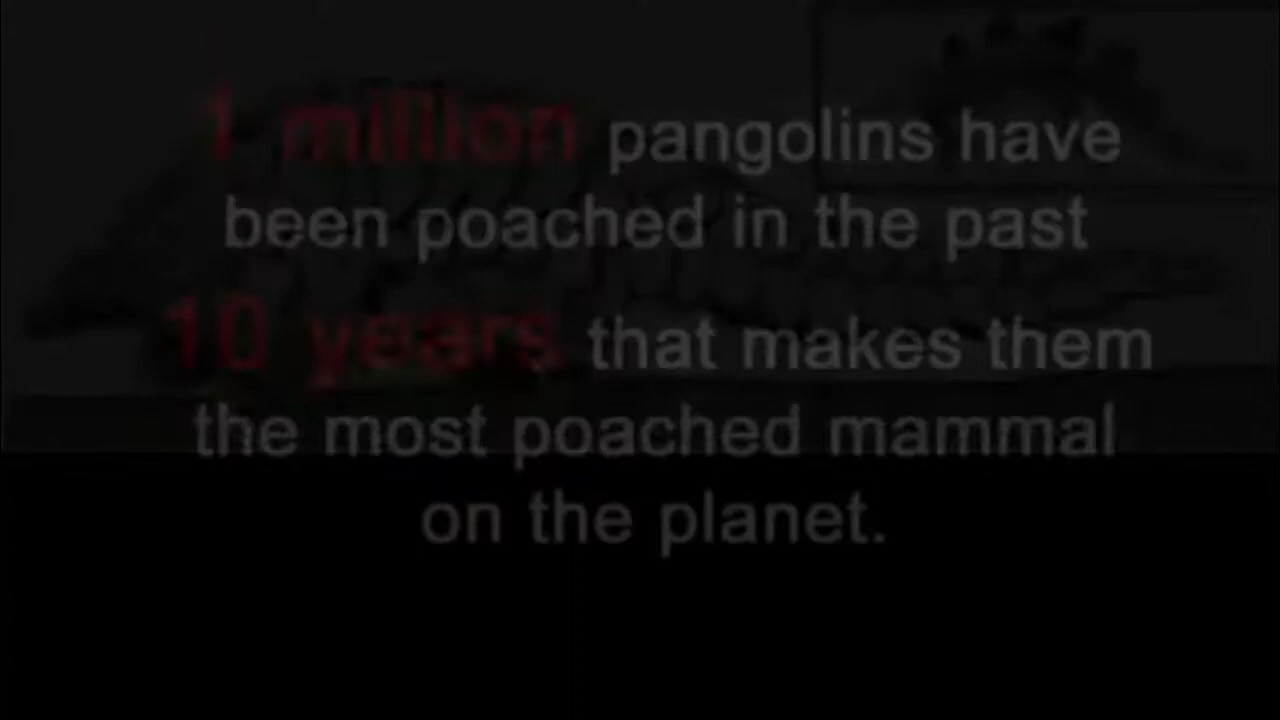 1 million pangolins have
been poached in the past
10 years that makes them
the most poached mammal
on the planet.